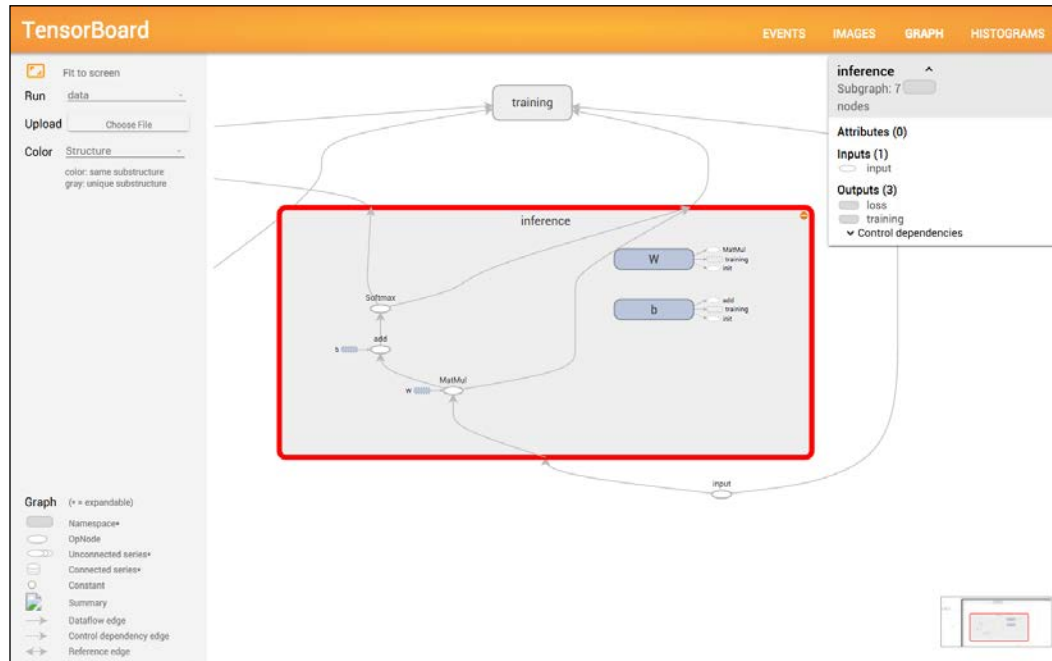 TensorBoard
EVENTS IMAGES GRAPH HISTOGRAMS
Fit to screen
Run data
Upload Choose File
Color Structure
color: same substructure
gray: unique substructure
training
inference
W
MatMul
training
init
b
add
training
init
Softmax
add
b
MatMul
W
input
inference
Subgraph: 7
nodes
Attributes (0)
Inputs (1)
input
Outputs (3)
loss
training
Control dependencies
Graph (* = expandable)
Namespace*
OpNode
Unconnected series*
Connected series*
Constant
Summary
Dataflow edge
Control dependency edge
Reference edge